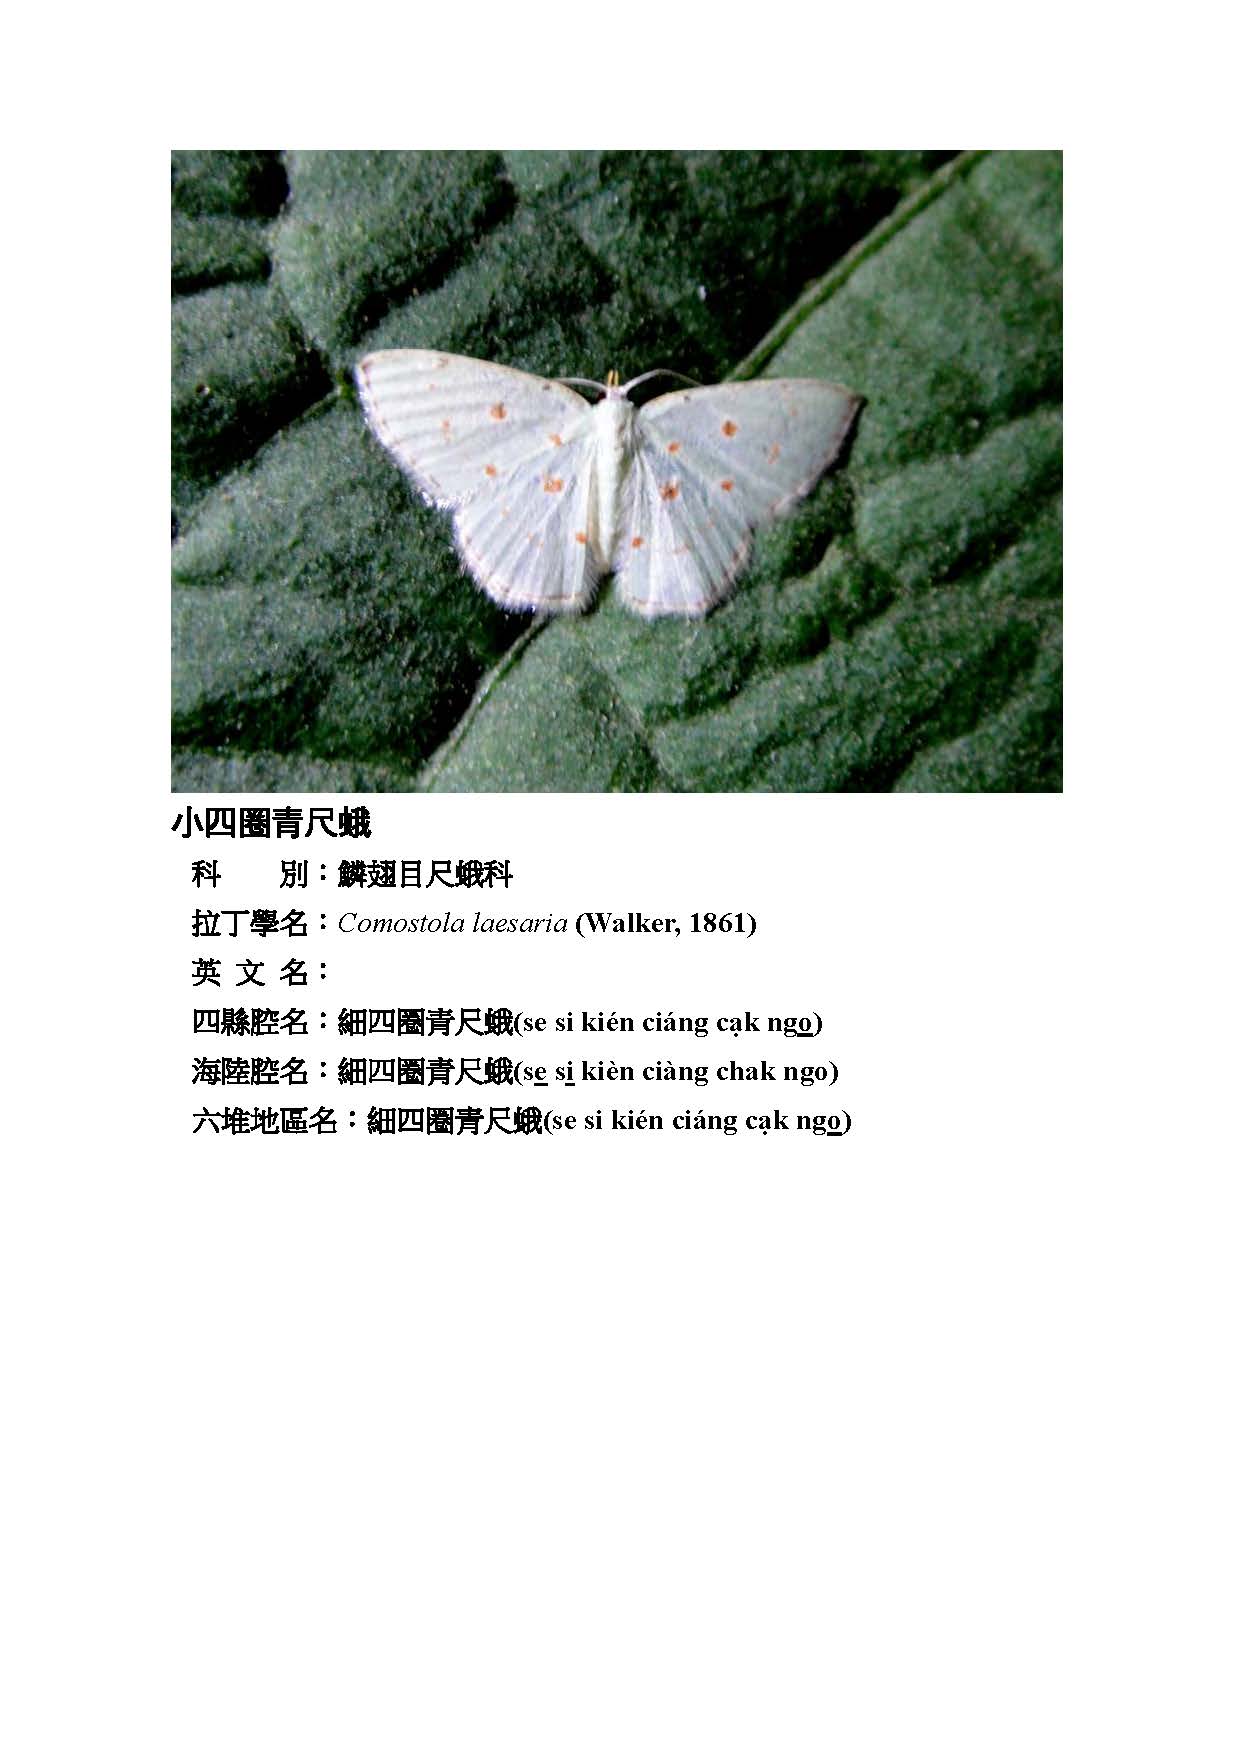 小四圈青尺蛾
科　　別：鱗翅目尺蛾科
拉丁學名：Comostola laesaria (Walker, 1861)
英 文 名：
四縣腔名：細四圈青尺蛾(se si kién ciáng cạk ngo)
海陸腔名：細四圈青尺蛾(se si kièn ciàng chak ngo)
六堆地區名：細四圈青尺蛾(se si kién ciáng cạk ngo)